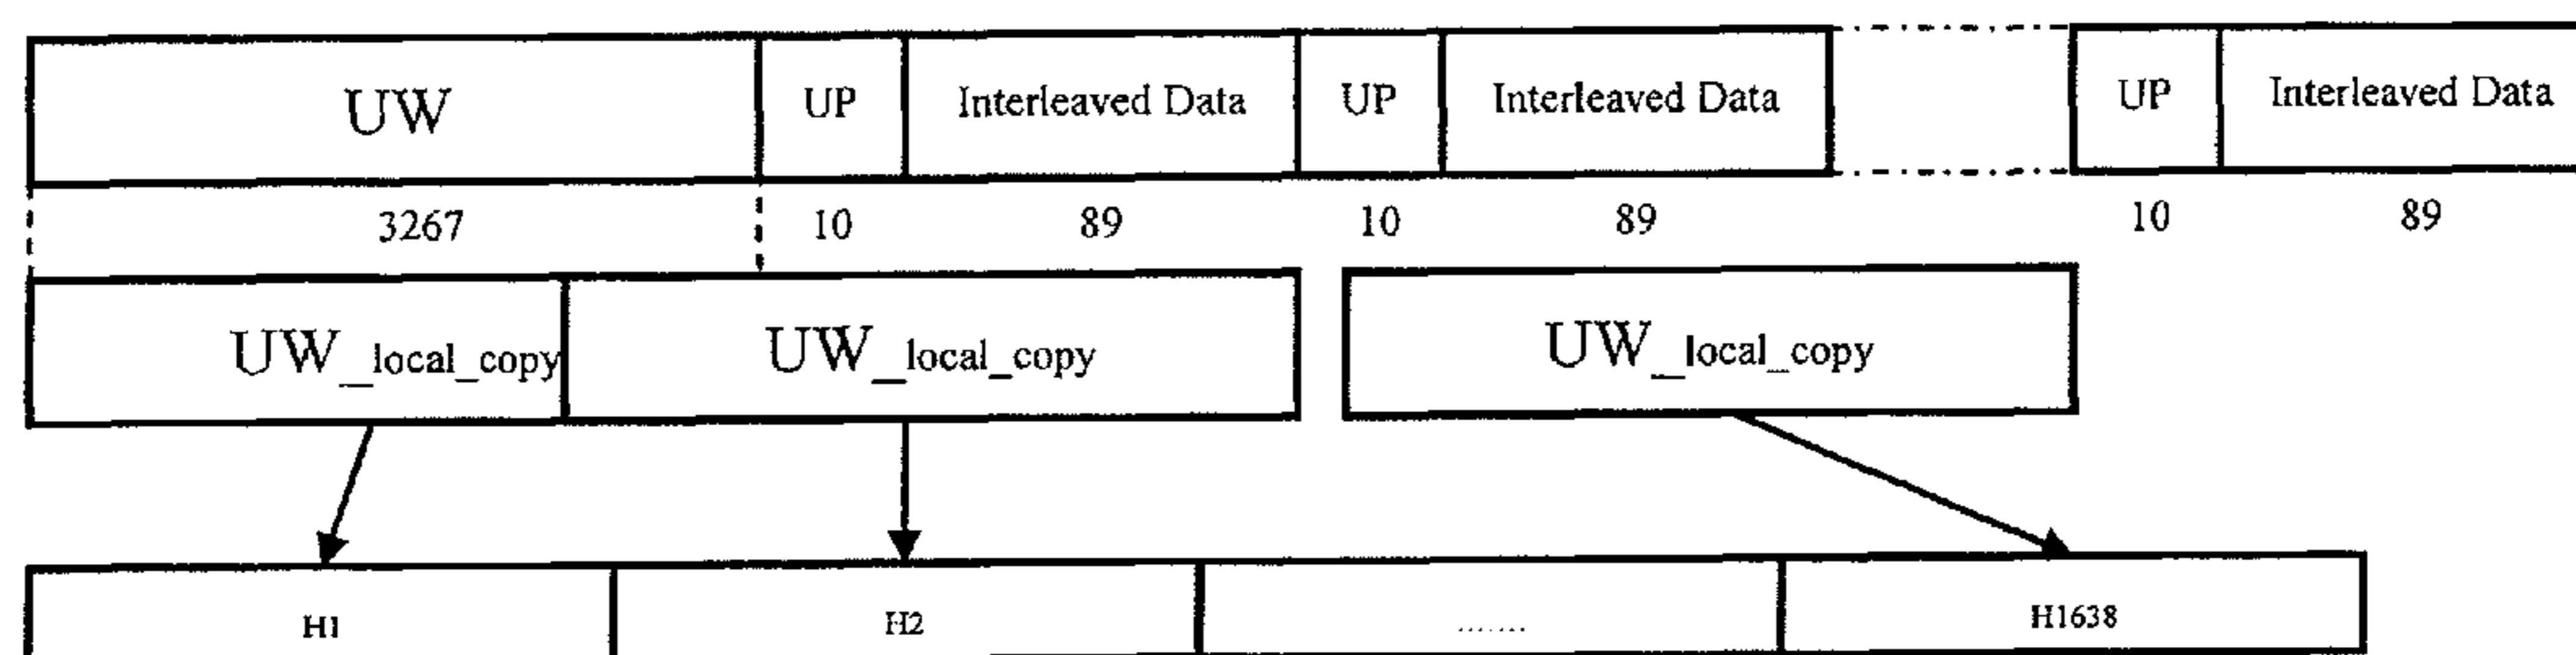 UW UP Interleaved Data UP Interleaved Data UP Interleaved Data
3267 10 89 10 89 10 89
UW_local_copy UW_local_copy UW_local_copy
H1 H2 ....... H1638